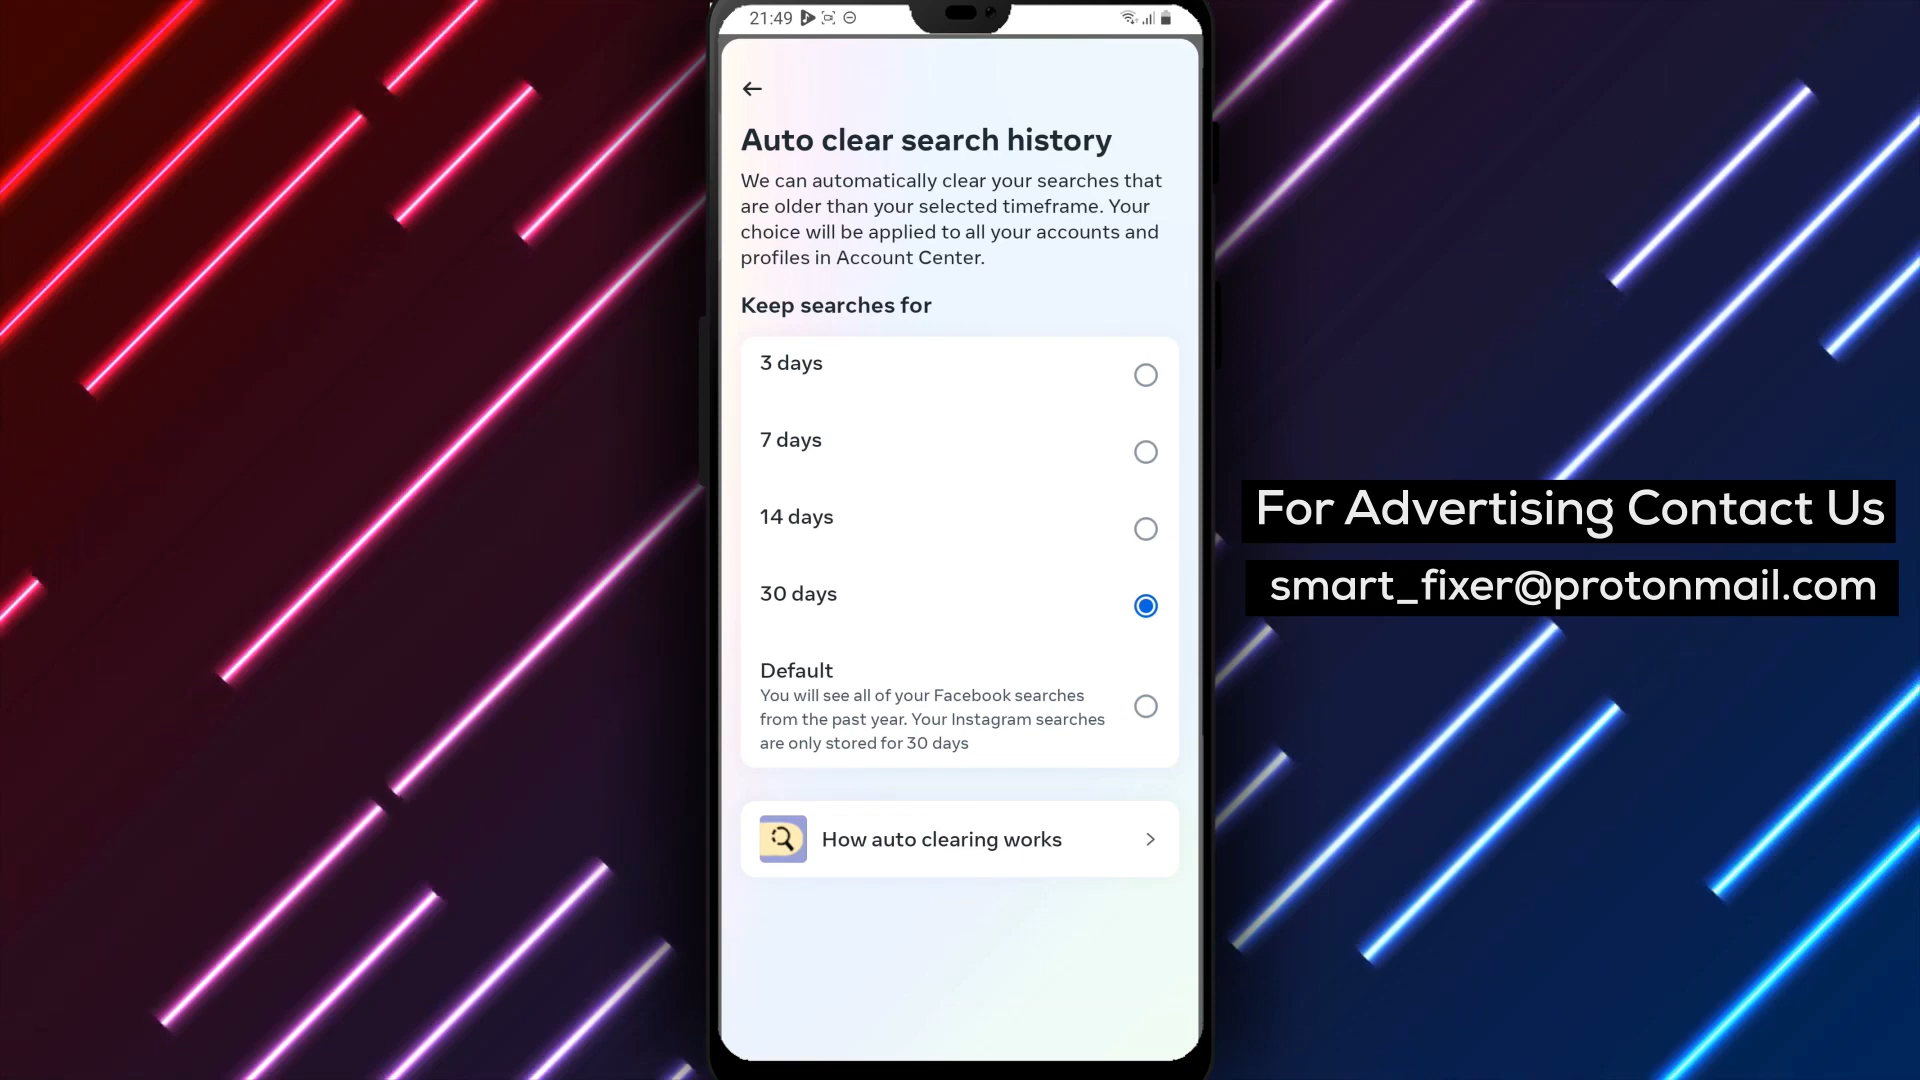 21:49
Auto clear search history
We can automatically clear your searches that
are older than your selected timeframe. Your
choice will be applied to all your accounts and
profiles in Account Center.
Keep searches for
3 days
7 days
14 days
30 days
Default
You will see all of your Facebook searches
from the past year. Your Instagram searches
are only stored for 30 days
How auto clearing works
For Advertising Contact Us
smart_fixer@protonmail.com